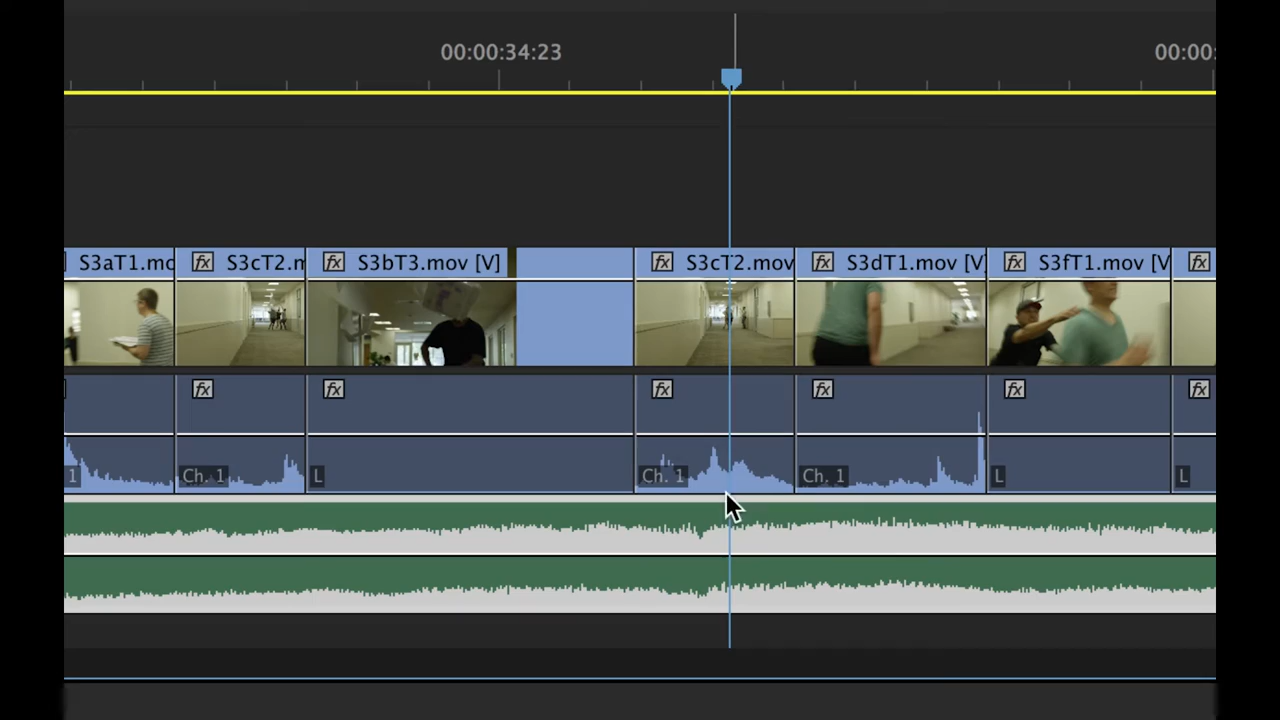 00:00:34:23 00:00:
S3aT1.mo fx S3cT2.m fx S3bT3.mov [V] fx S3cT2.mov fx S3dT1.mov [V] fx S3fT1.mov [V fx
fx fx fx fx fx fx
1 Ch. 1 L Ch. 1 Ch. 1 L L